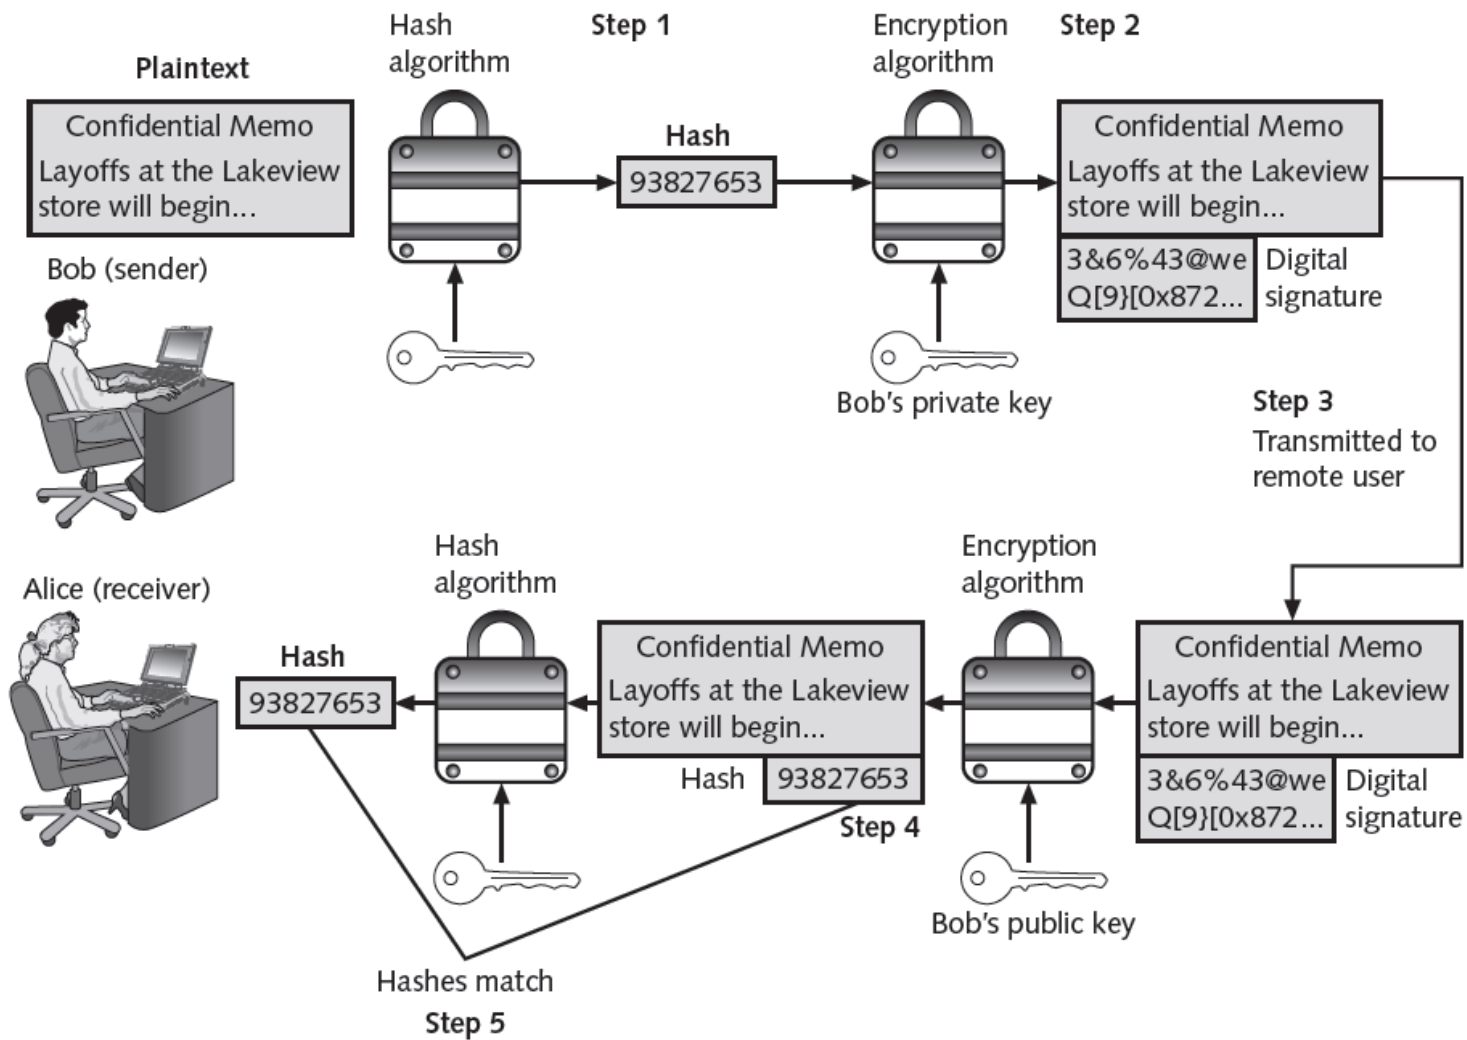 Hash
algorithm
Step 1
Encryption
algorithm
Step 2
Plaintext
Confidential Memo
Layoffs at the Lakeview
store will begin...
Hash
93827653
Confidential Memo
Layoffs at the Lakeview
store will begin...
3&6%43@we
Q[9}[0x872...
Digital
signature
Bob (sender)
Bob's private key
Step 3
Transmitted to
remote user
Alice (receiver)
Hash
93827653
Hash
algorithm
Confidential Memo
Layoffs at the Lakeview
store will begin...
Hash
93827653
Step 4
Encryption
algorithm
Bob's public key
Confidential Memo
Layoffs at the Lakeview
store will begin...
3&6%43@we
Q[9}[0x872...
Digital
signature
Hashes match
Step 5